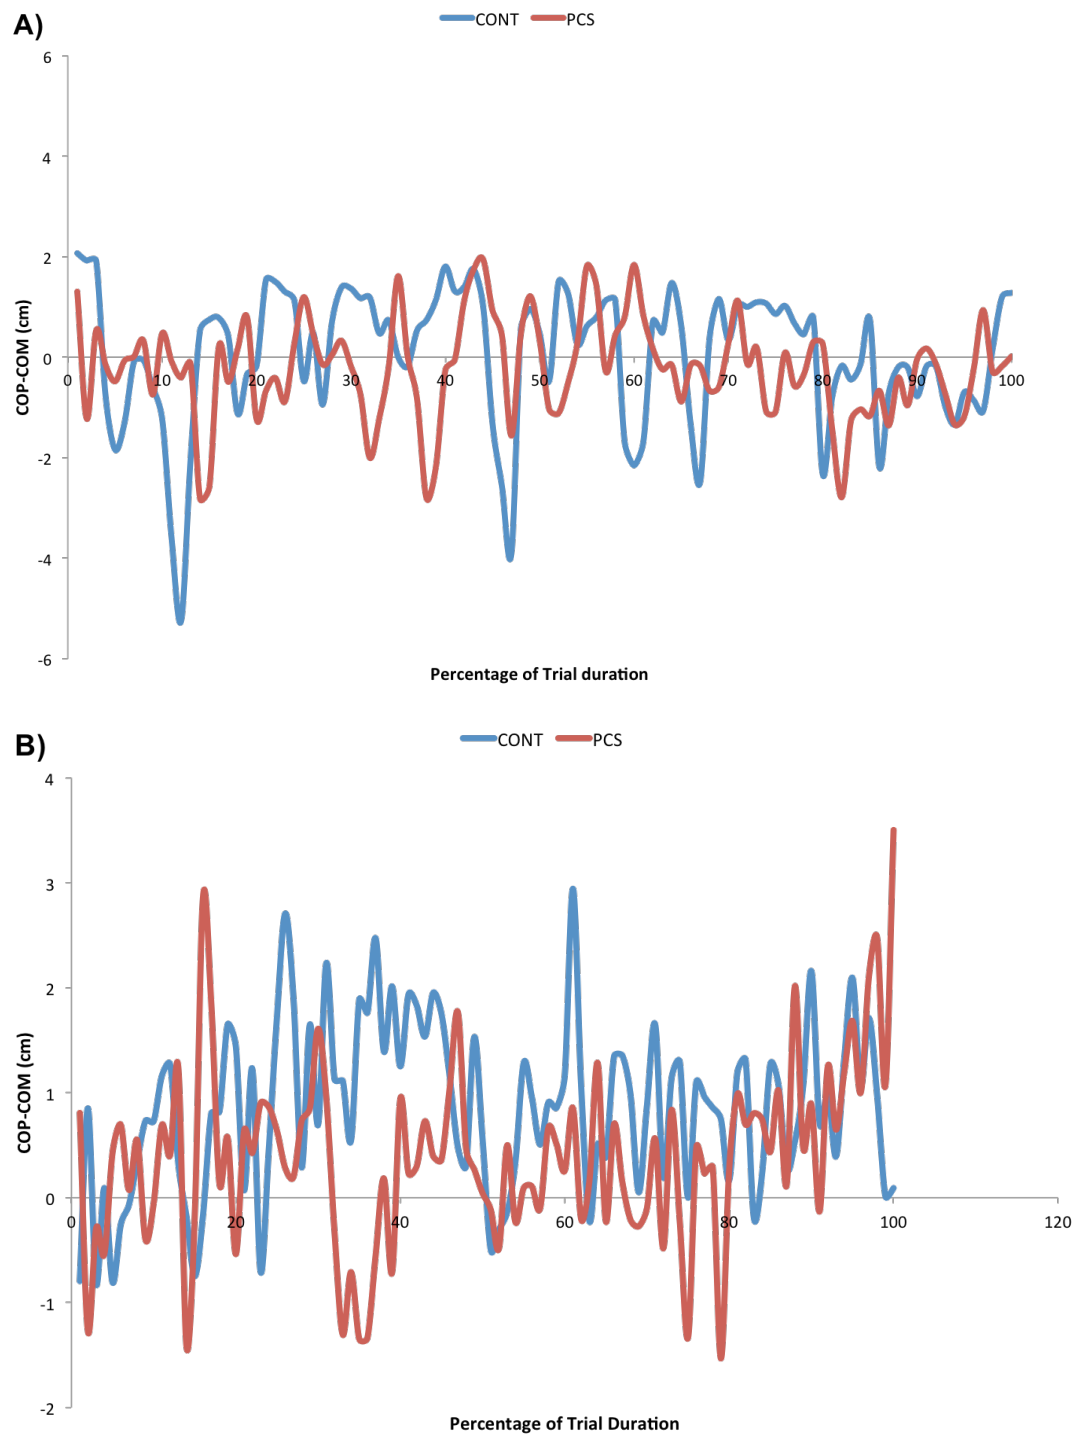 A)
CONT PCS
6
4
2
0
-2
-4
-6
COP-COM (cm)
0 10 20 30 40 50 60 70 80 90 100
Percentage of Trial duration
B)
CONT PCS
4
3
2
1
0
-1
-2
COP-COM (cm)
0 20 40 60 80 100 120
Percentage of Trial Duration